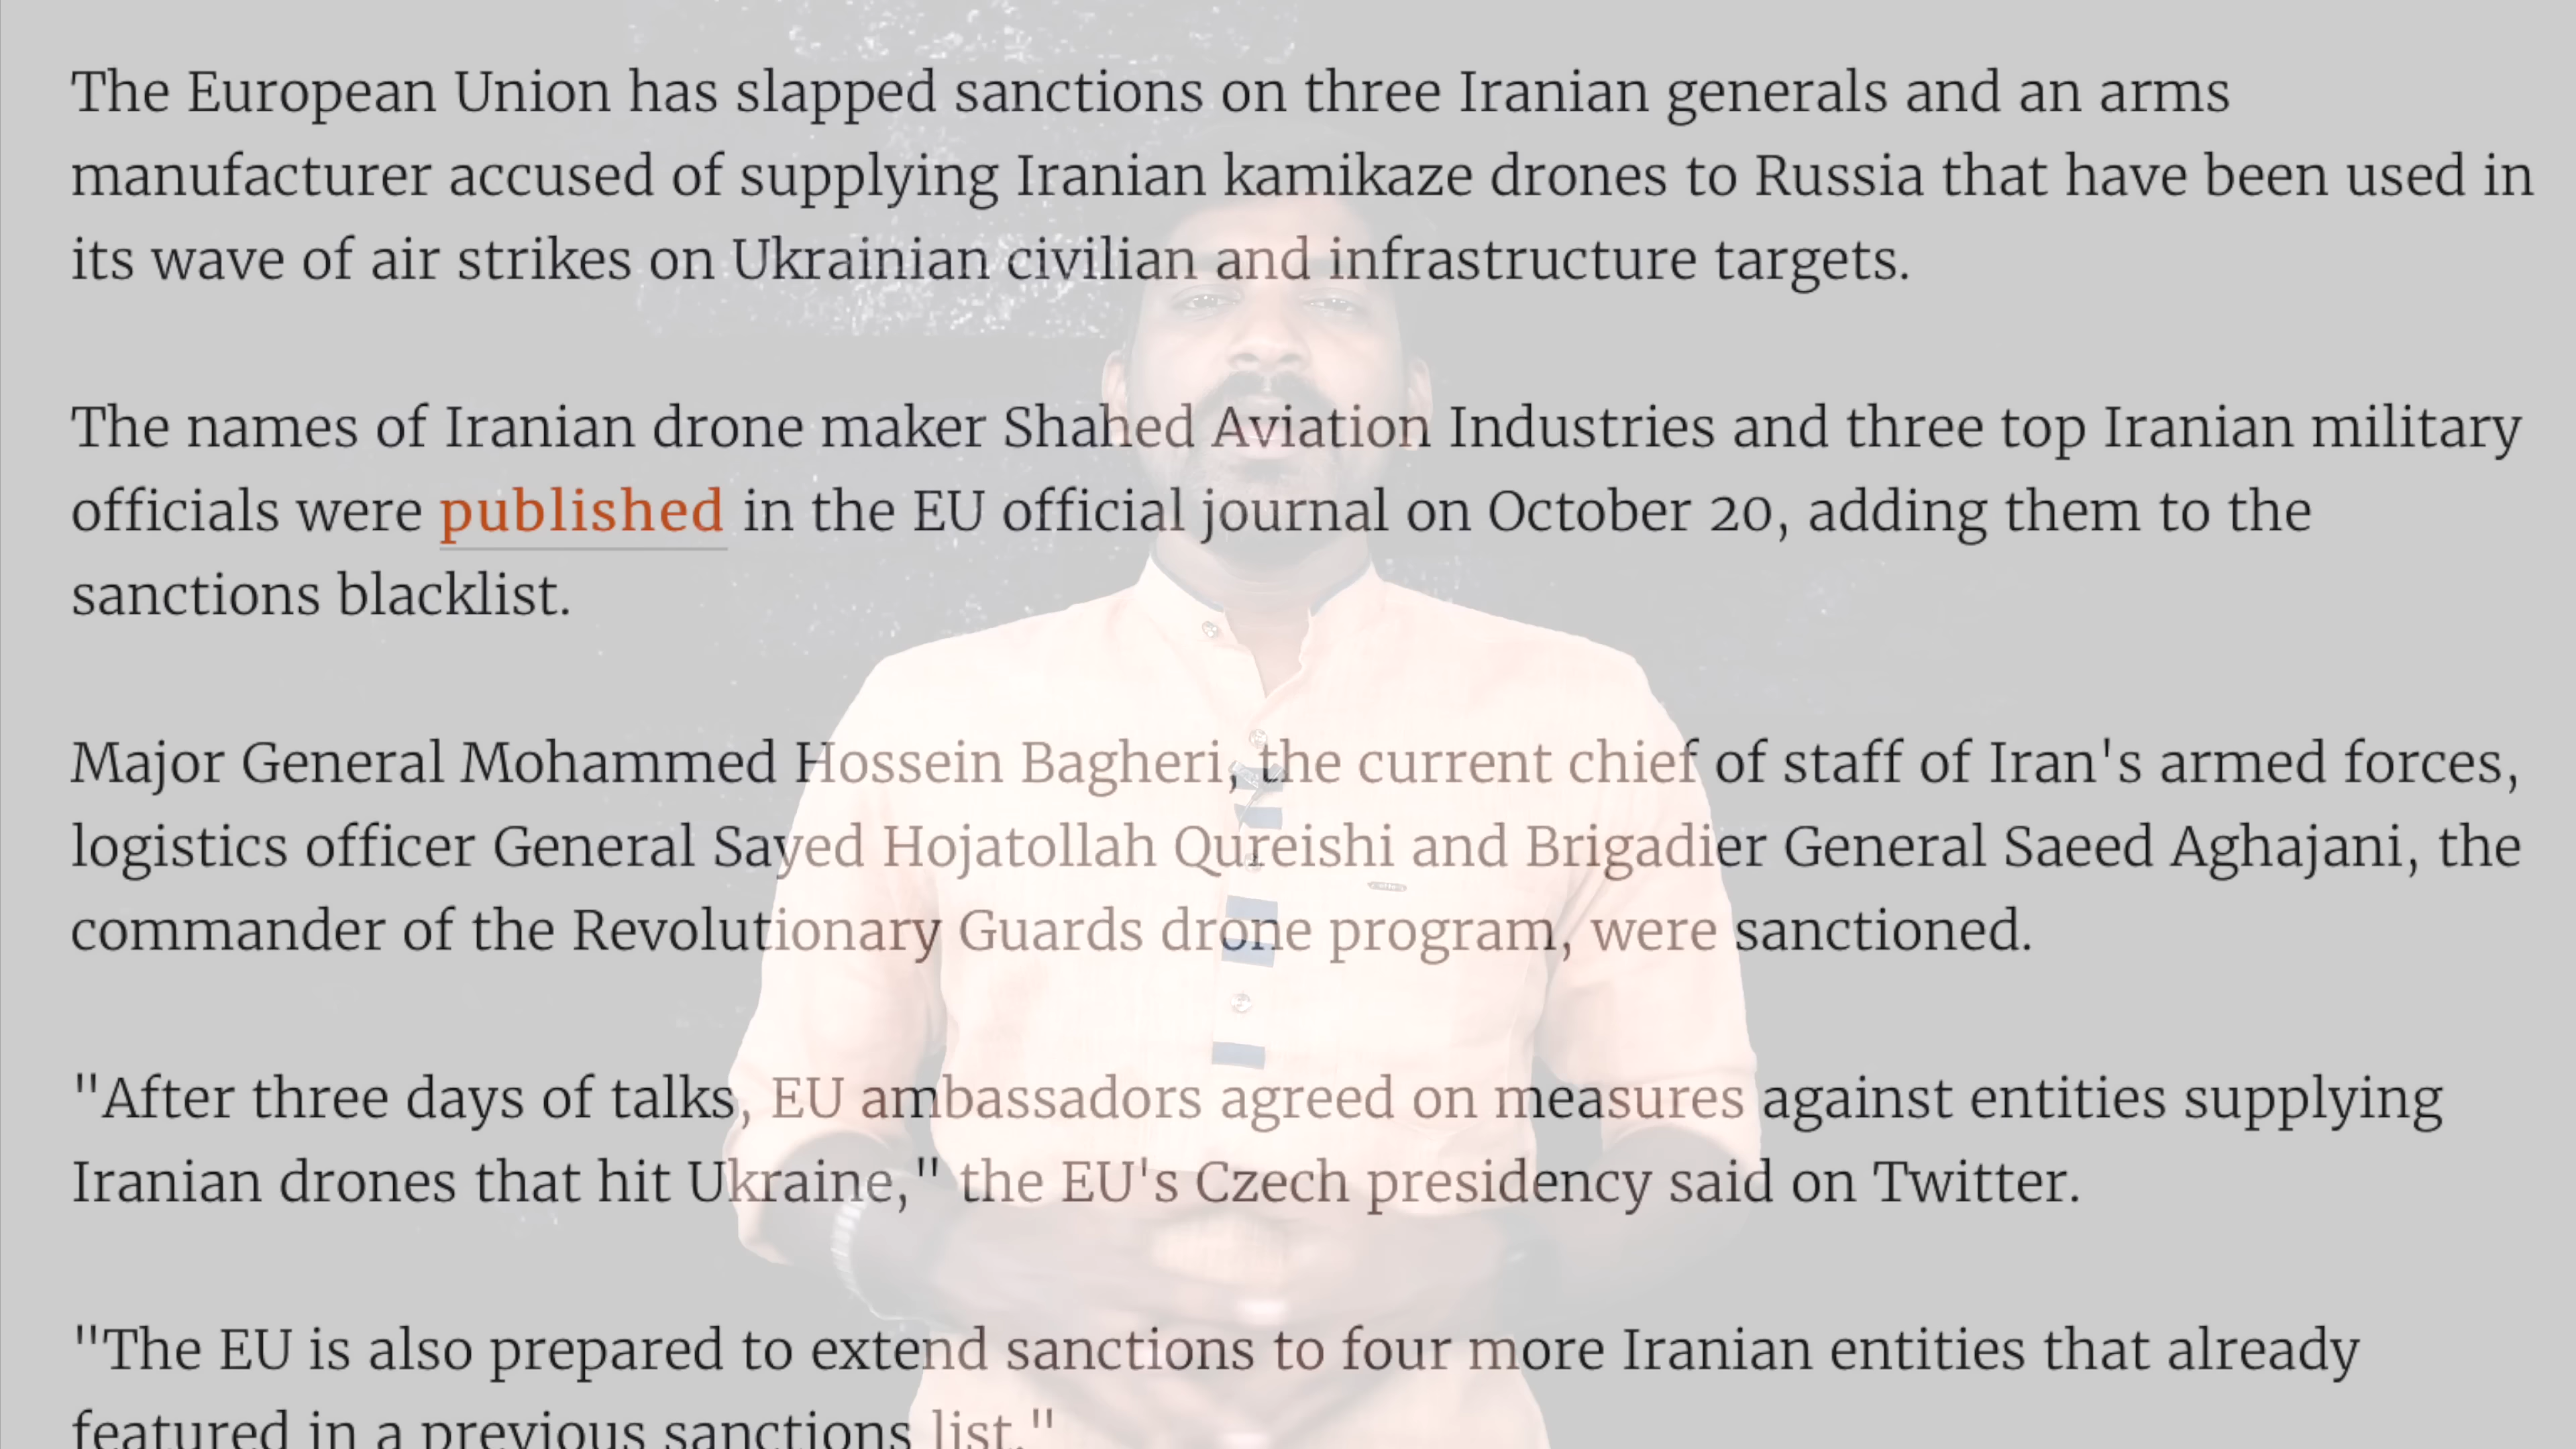 The European Union has slapped sanctions on three Iranian generals and an arms
manufacturer accused of supplying Iranian kamikaze drones to Russia that have been used in
its wave of air strikes on Ukrainian civilian and infrastructure targets.
The names of Iranian drone maker Shahed Aviation Industries and three top Iranian military
officials were published in the EU official journal on October 20, adding them to the
sanctions blacklist.
Major General Mohammed Hossein Bagheri, the current chief of staff of Iran's armed forces,
logistics officer General Sayed Hojatollah Qureishi and Brigadier General Saeed Aghajani, the
commander of the Revolutionary Guards drone program, were sanctioned.
"After three days of talks, EU ambassadors agreed on measures against entities supplying
Iranian drones that hit Ukraine," the EU's Czech presidency said on Twitter.
"The EU is also prepared to extend sanctions to four more Iranian entities that already
featured in a previous sanctions list."